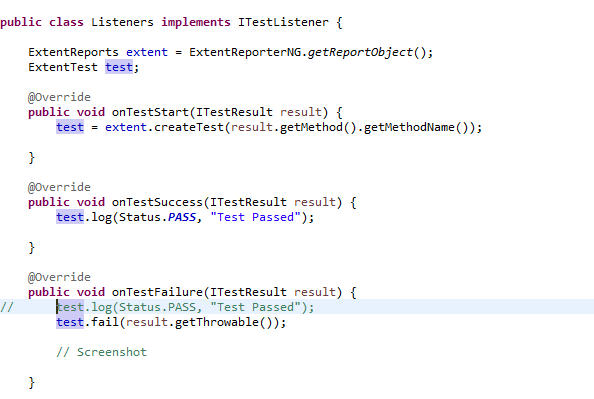 public class Listeners implements ITestListener {
ExtentReports extent = ExtentReporterNG.getReportObject();
ExtentTest test;
@Override
public void onTestStart(ITestResult result) {
test = extent.createTest(result.getMethod().getMethodName());
}
@Override
public void onTestSuccess(ITestResult result) {
test.log(Status.PASS, "Test Passed");
}
@Override
public void onTestFailure(ITestResult result) {
// test.log(Status.PASS, "Test Passed");
test.fail(result.getThrowable());
// Screenshot
}